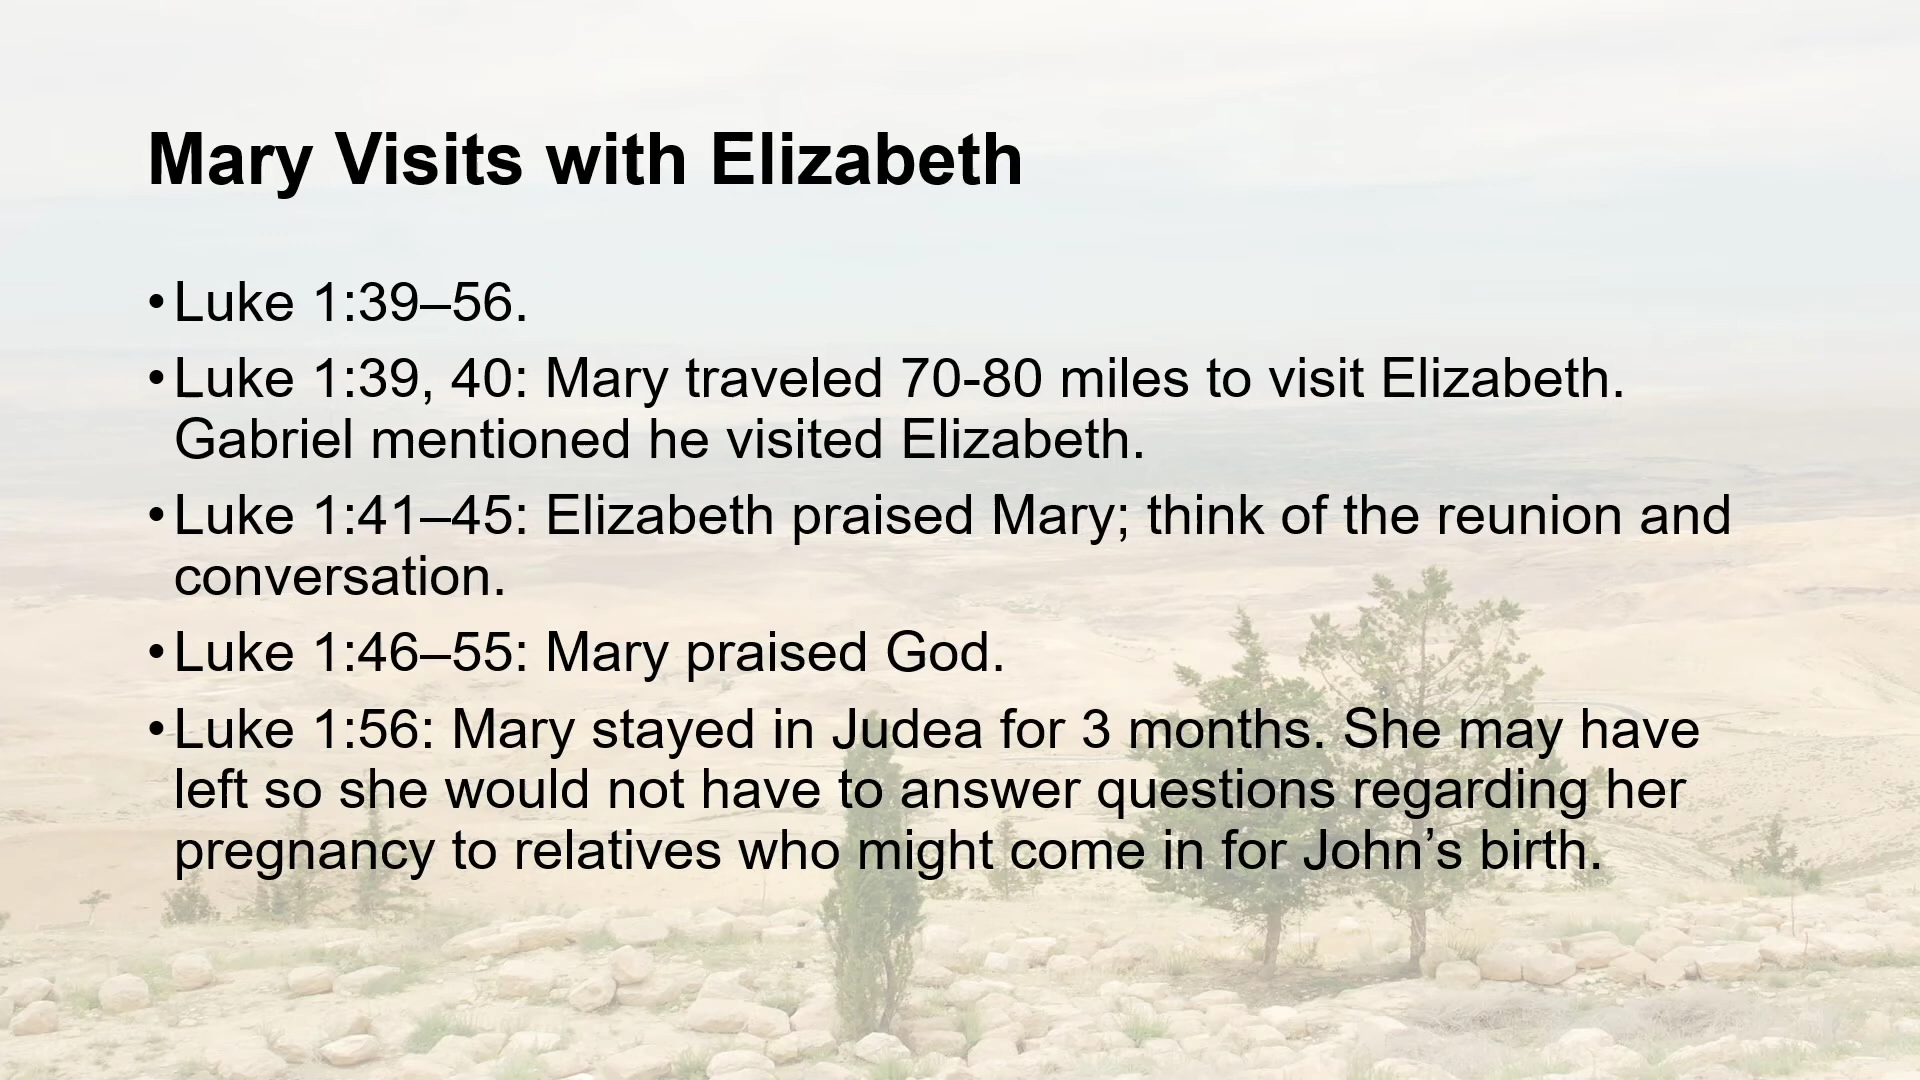 Mary Visits with Elizabeth
•Luke 1:39–56.
•Luke 1:39, 40: Mary traveled 70-80 miles to visit Elizabeth.
Gabriel mentioned he visited Elizabeth.
•Luke 1:41–45: Elizabeth praised Mary; think of the reunion and
conversation.
•Luke 1:46–55: Mary praised God.
•Luke 1:56: Mary stayed in Judea for 3 months. She may have
left so she would not have to answer questions regarding her
pregnancy to relatives who might come in for John’s birth.